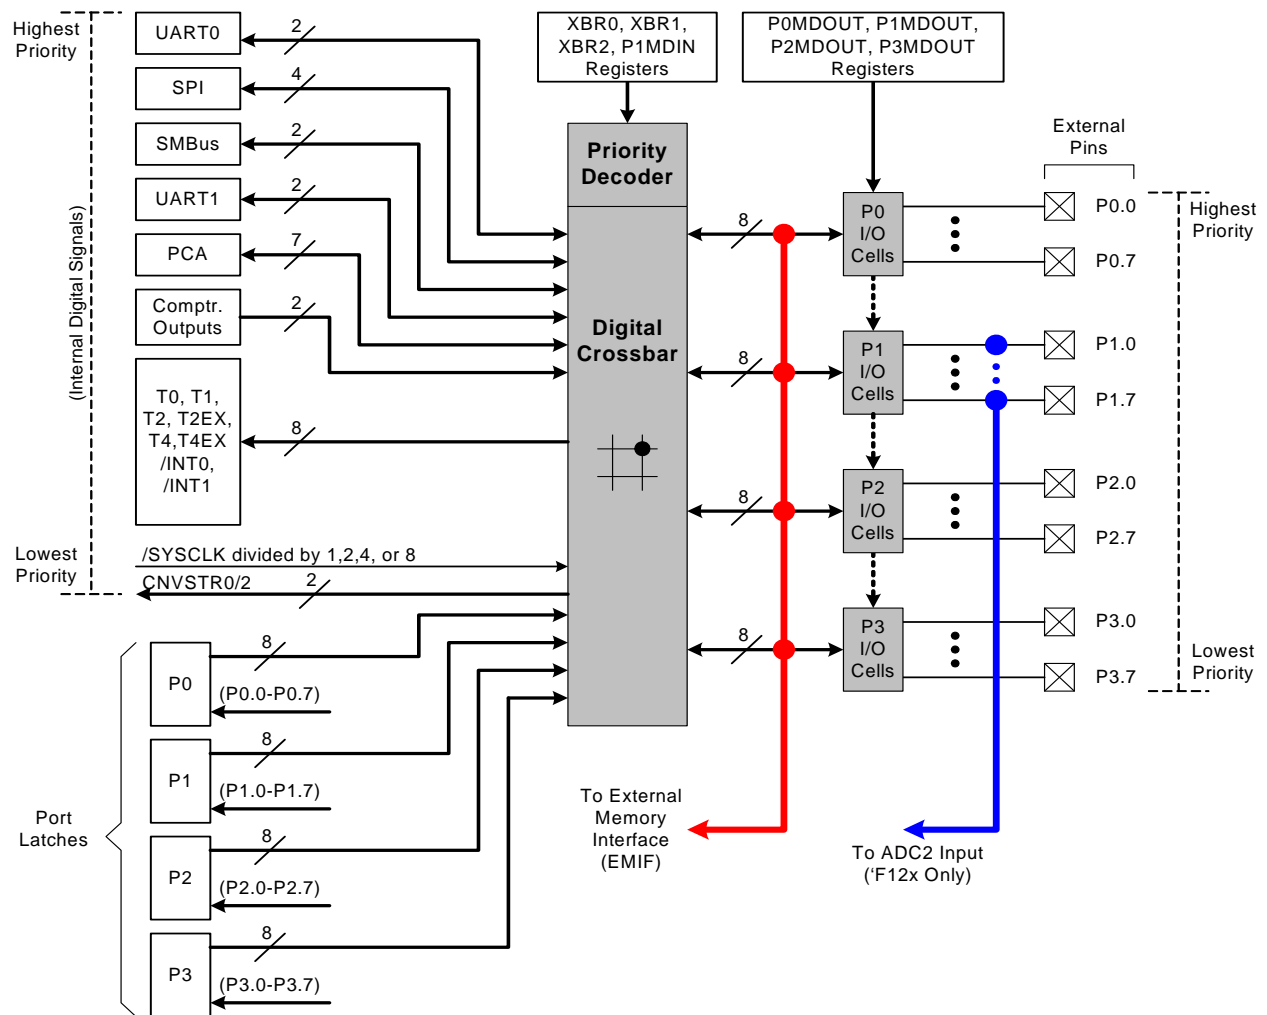 Highest
Priority
UART0
2
SPI
4
SMBus
2
UART1
2
PCA
7
Comptr.
Outputs
2
T0, T1,
T2, T2EX,
T4,T4EX
/INT0,
/INT1
8
(Internal Digital Signals)
Lowest
Priority
/SYSCLK divided by 1,2,4, or 8
CNVSTR0/2
2
XBR0, XBR1,
XBR2, P1MDIN
Registers
P0MDOUT, P1MDOUT,
P2MDOUT, P3MDOUT
Registers
Priority
Decoder
Digital
Crossbar
8
8
8
8
P0
I/O
Cells
P1
I/O
Cells
P2
I/O
Cells
P3
I/O
Cells
External
Pins
P0.0
P0.7
P1.0
P1.7
P2.0
P2.7
P3.0
P3.7
Highest
Priority
Lowest
Priority
Port
Latches
P0
8
(P0.0-P0.7)
P1
8
(P1.0-P1.7)
P2
8
(P2.0-P2.7)
P3
8
(P3.0-P3.7)
To External
Memory
Interface
(EMIF)
To ADC2 Input
('F12x Only)